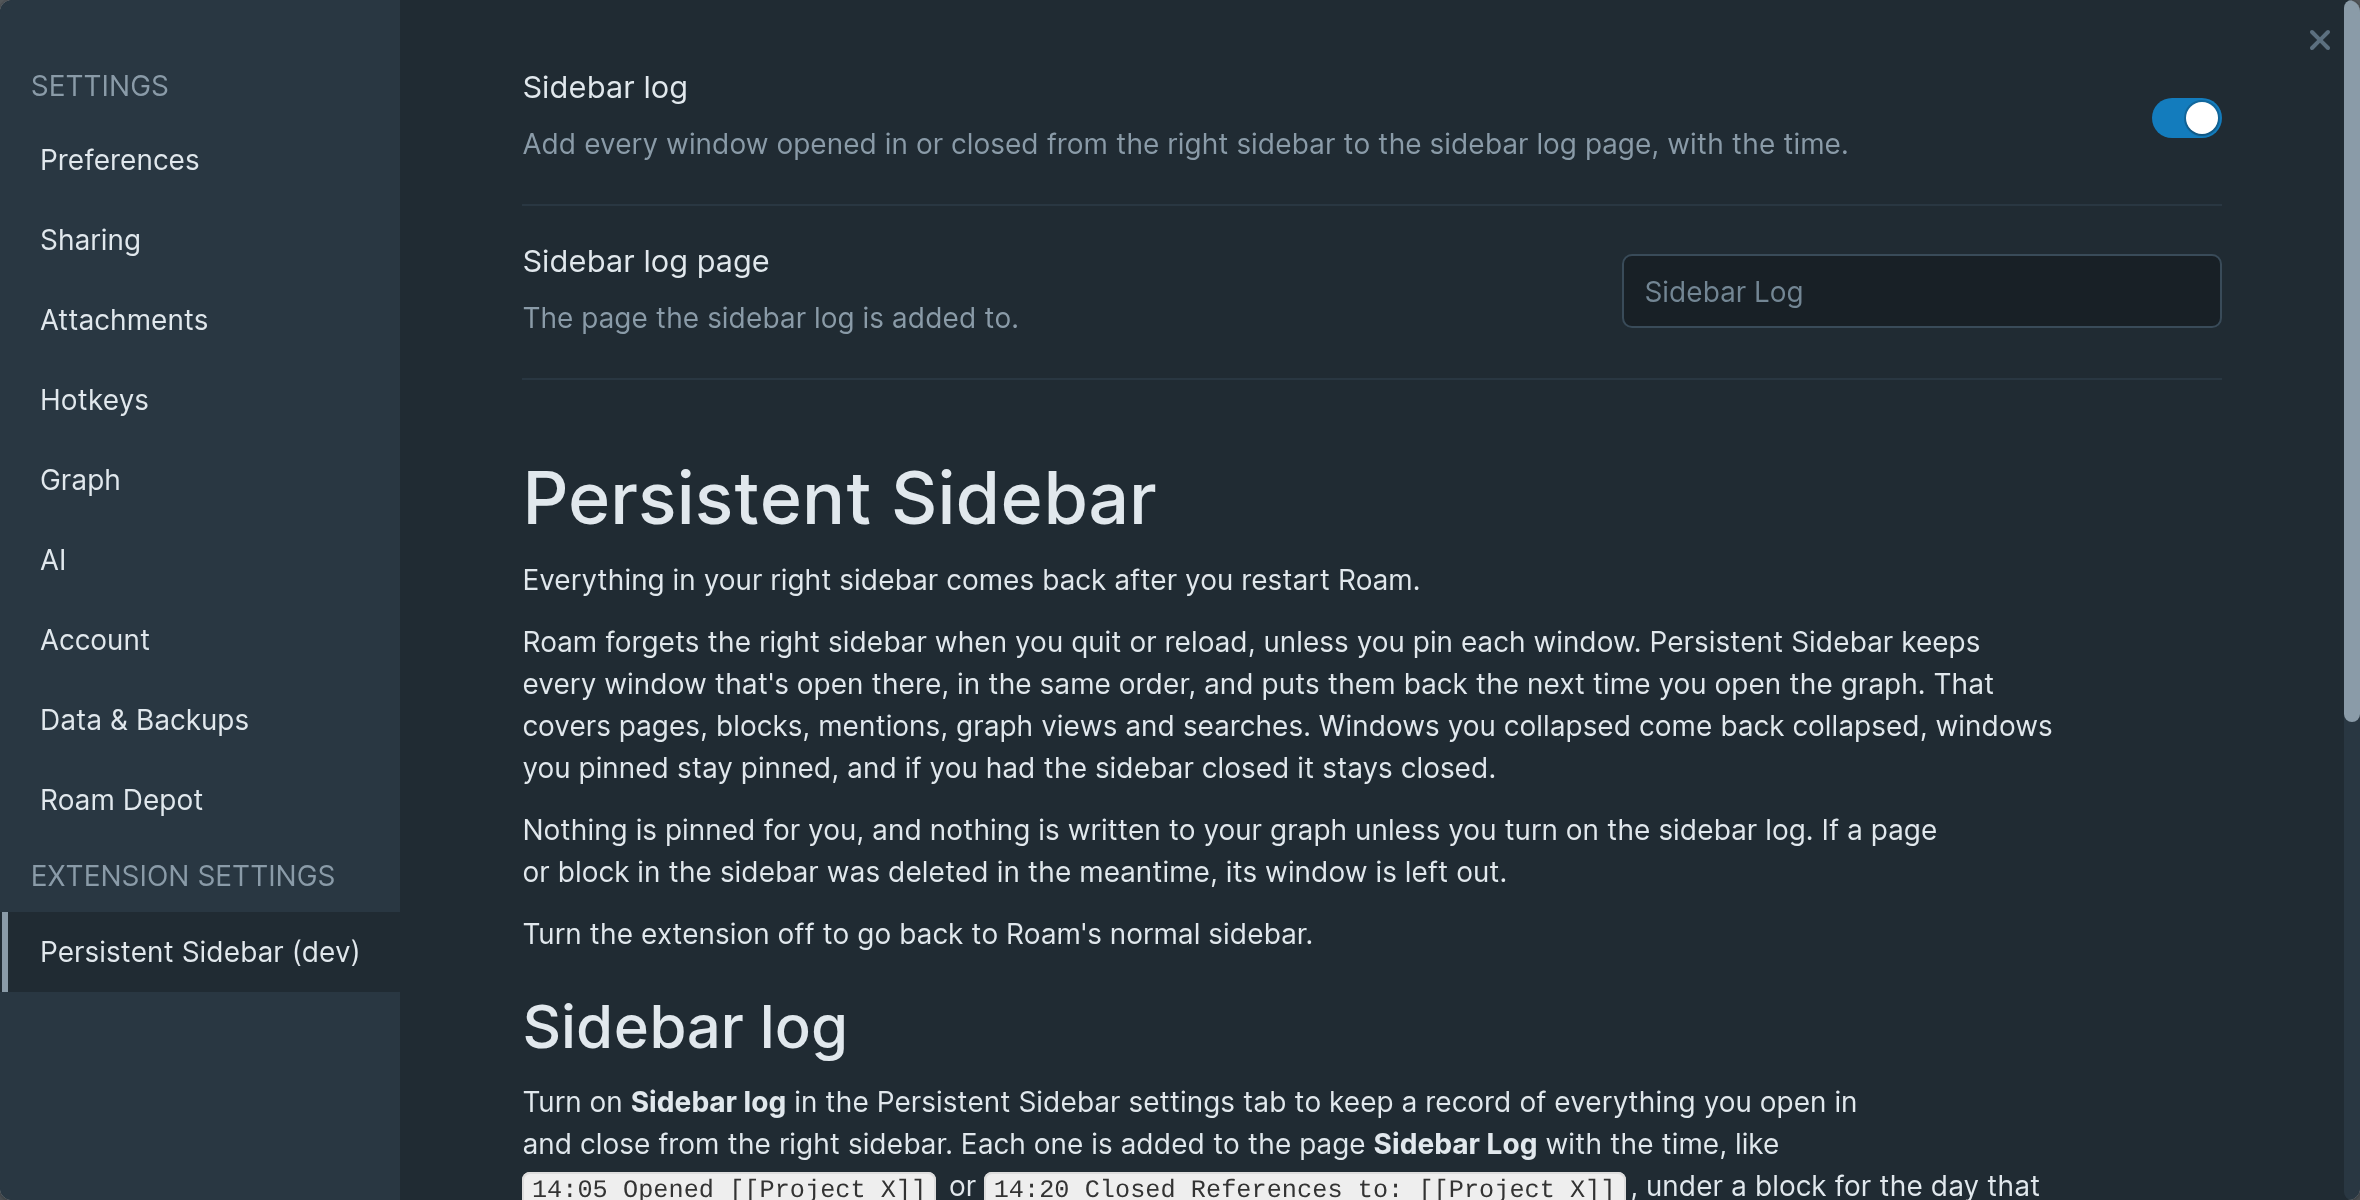 SETTINGS
Preferences
Sharing
Attachments
Hotkeys
Graph
AI
Account
Data & Backups
Roam Depot
EXTENSION SETTINGS
Persistent Sidebar (dev)
Sidebar log
Add every window opened in or closed from the right sidebar to the sidebar log page, with the time.
Sidebar log page
Sidebar Log
The page the sidebar log is added to.
Persistent Sidebar
Everything in your right sidebar comes back after you restart Roam.
Roam forgets the right sidebar when you quit or reload, unless you pin each window. Persistent Sidebar keeps
every window that's open there, in the same order, and puts them back the next time you open the graph. That
covers pages, blocks, mentions, graph views and searches. Windows you collapsed come back collapsed, windows
you pinned stay pinned, and if you had the sidebar closed it stays closed.
Nothing is pinned for you, and nothing is written to your graph unless you turn on the sidebar log. If a page
or block in the sidebar was deleted in the meantime, its window is left out.
Turn the extension off to go back to Roam's normal sidebar.
Sidebar log
Turn on Sidebar log in the Persistent Sidebar settings tab to keep a record of everything you open in
and close from the right sidebar. Each one is added to the page Sidebar Log with the time, like
14:05 Opened [[Project X]] or 14:20 Closed References to: [[Project X]], under a block for the day that